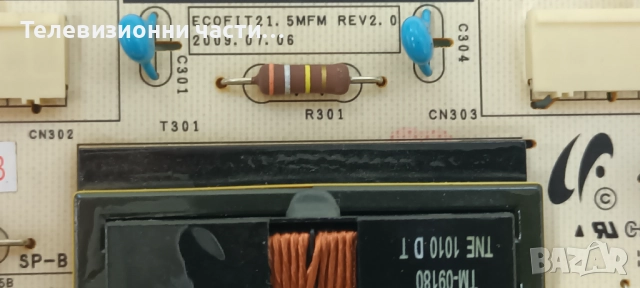 Телевизионни части.
ECOFIT21.5MFM REV2.0
2009.07.06
C301
C304
R301
CN303
CN302
T301
B
SP-B
TM-09180
TNE 1010 D T
BAZAR